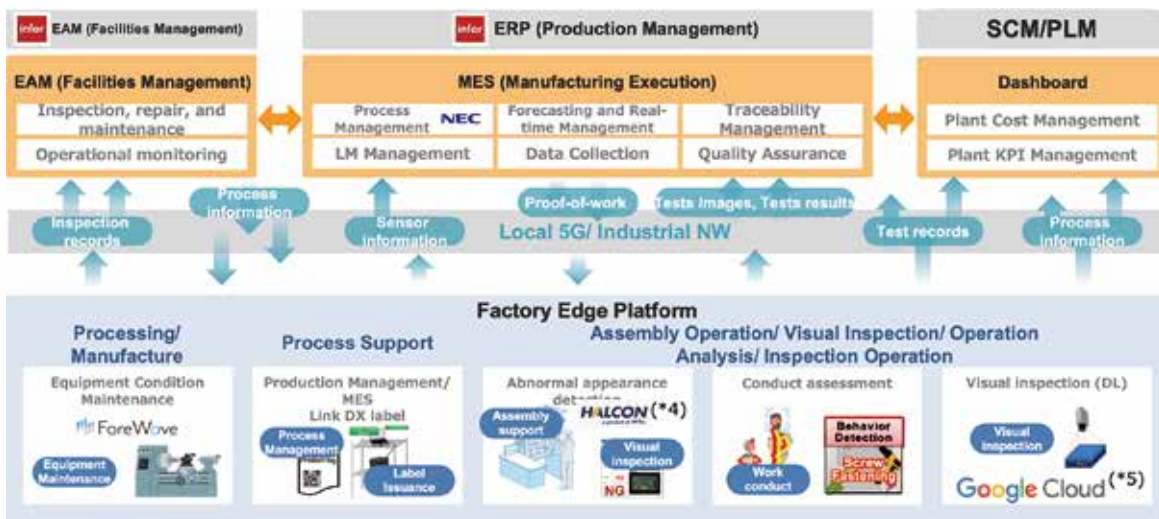 infor EAM (Facilities Management)
infor ERP (Production Management)
SCM/PLM
EAM (Facilities Management)
Inspection, repair, and
maintenance
Operational monitoring
MES (Manufacturing Execution)
Process
Management NEC
Forecasting and Real-
time Management
Traceability
Management
LM Management
Data Collection
Quality Assurance
Dashboard
Plant Cost Management
Plant KPI Management
Inspection
records
Process
information
Sensor
information
Proof-of-work
Tests images, Tests results
Local 5G/ Industrial NW
Test records
Process
information
Factory Edge Platform
Processing/
Manufacture
Process Support
Assembly Operation/ Visual Inspection/ Operation
Analysis/ Inspection Operation
Equipment Condition
Maintenance
ForeWave
Equipment
Maintenance
Production Management/
MES
Link DX label
Process
Management
Label
Issuance
Abnormal appearance
detection
Assembly
support
HALCON (*4)
Visual
inspection
NG
Conduct assessment
Work
conduct
Behavior
Detection
Screw
Fastening
Visual inspection (DL)
Visual
inspection
Google Cloud (*5)